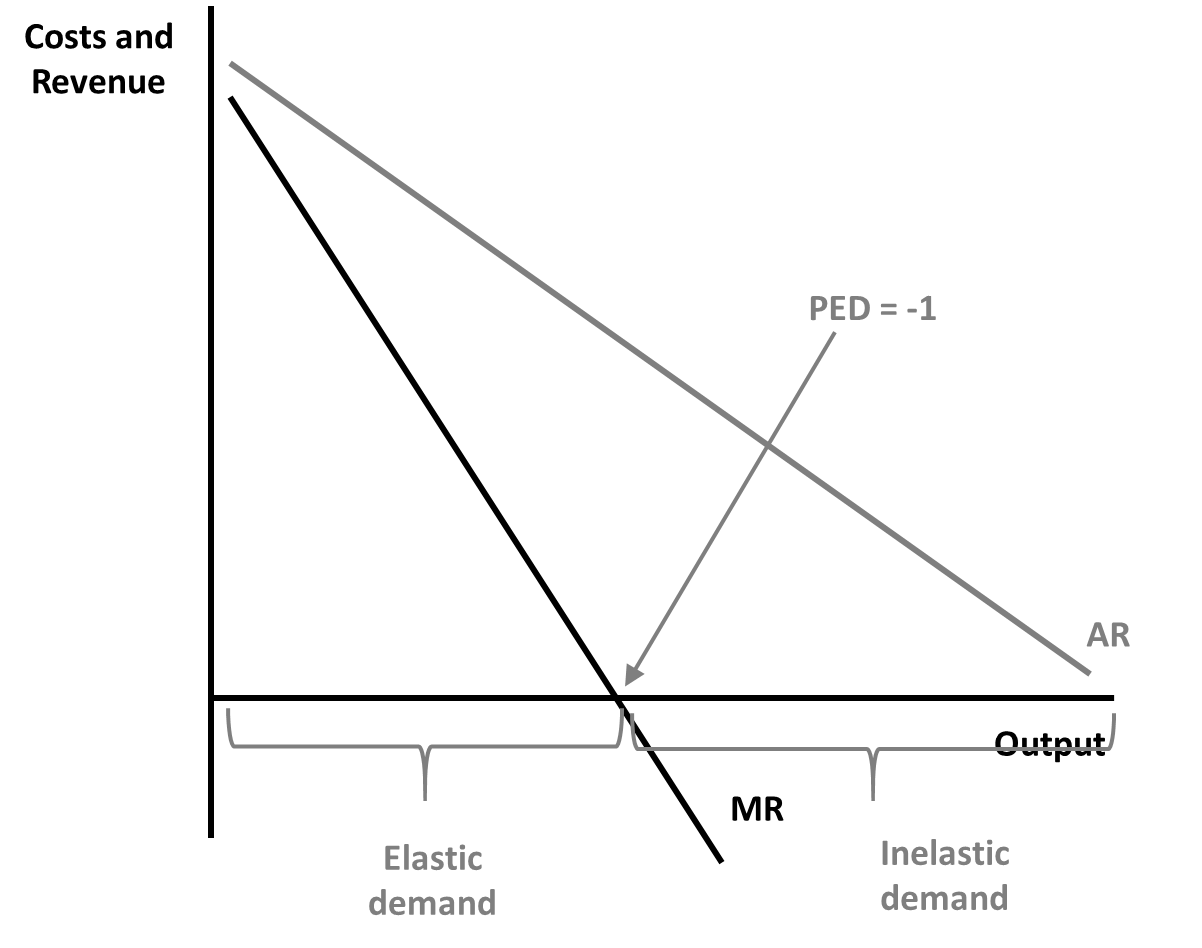 Costs and
Revenue
PED = -1
AR
Output
MR
Elastic
demand
Inelastic
demand